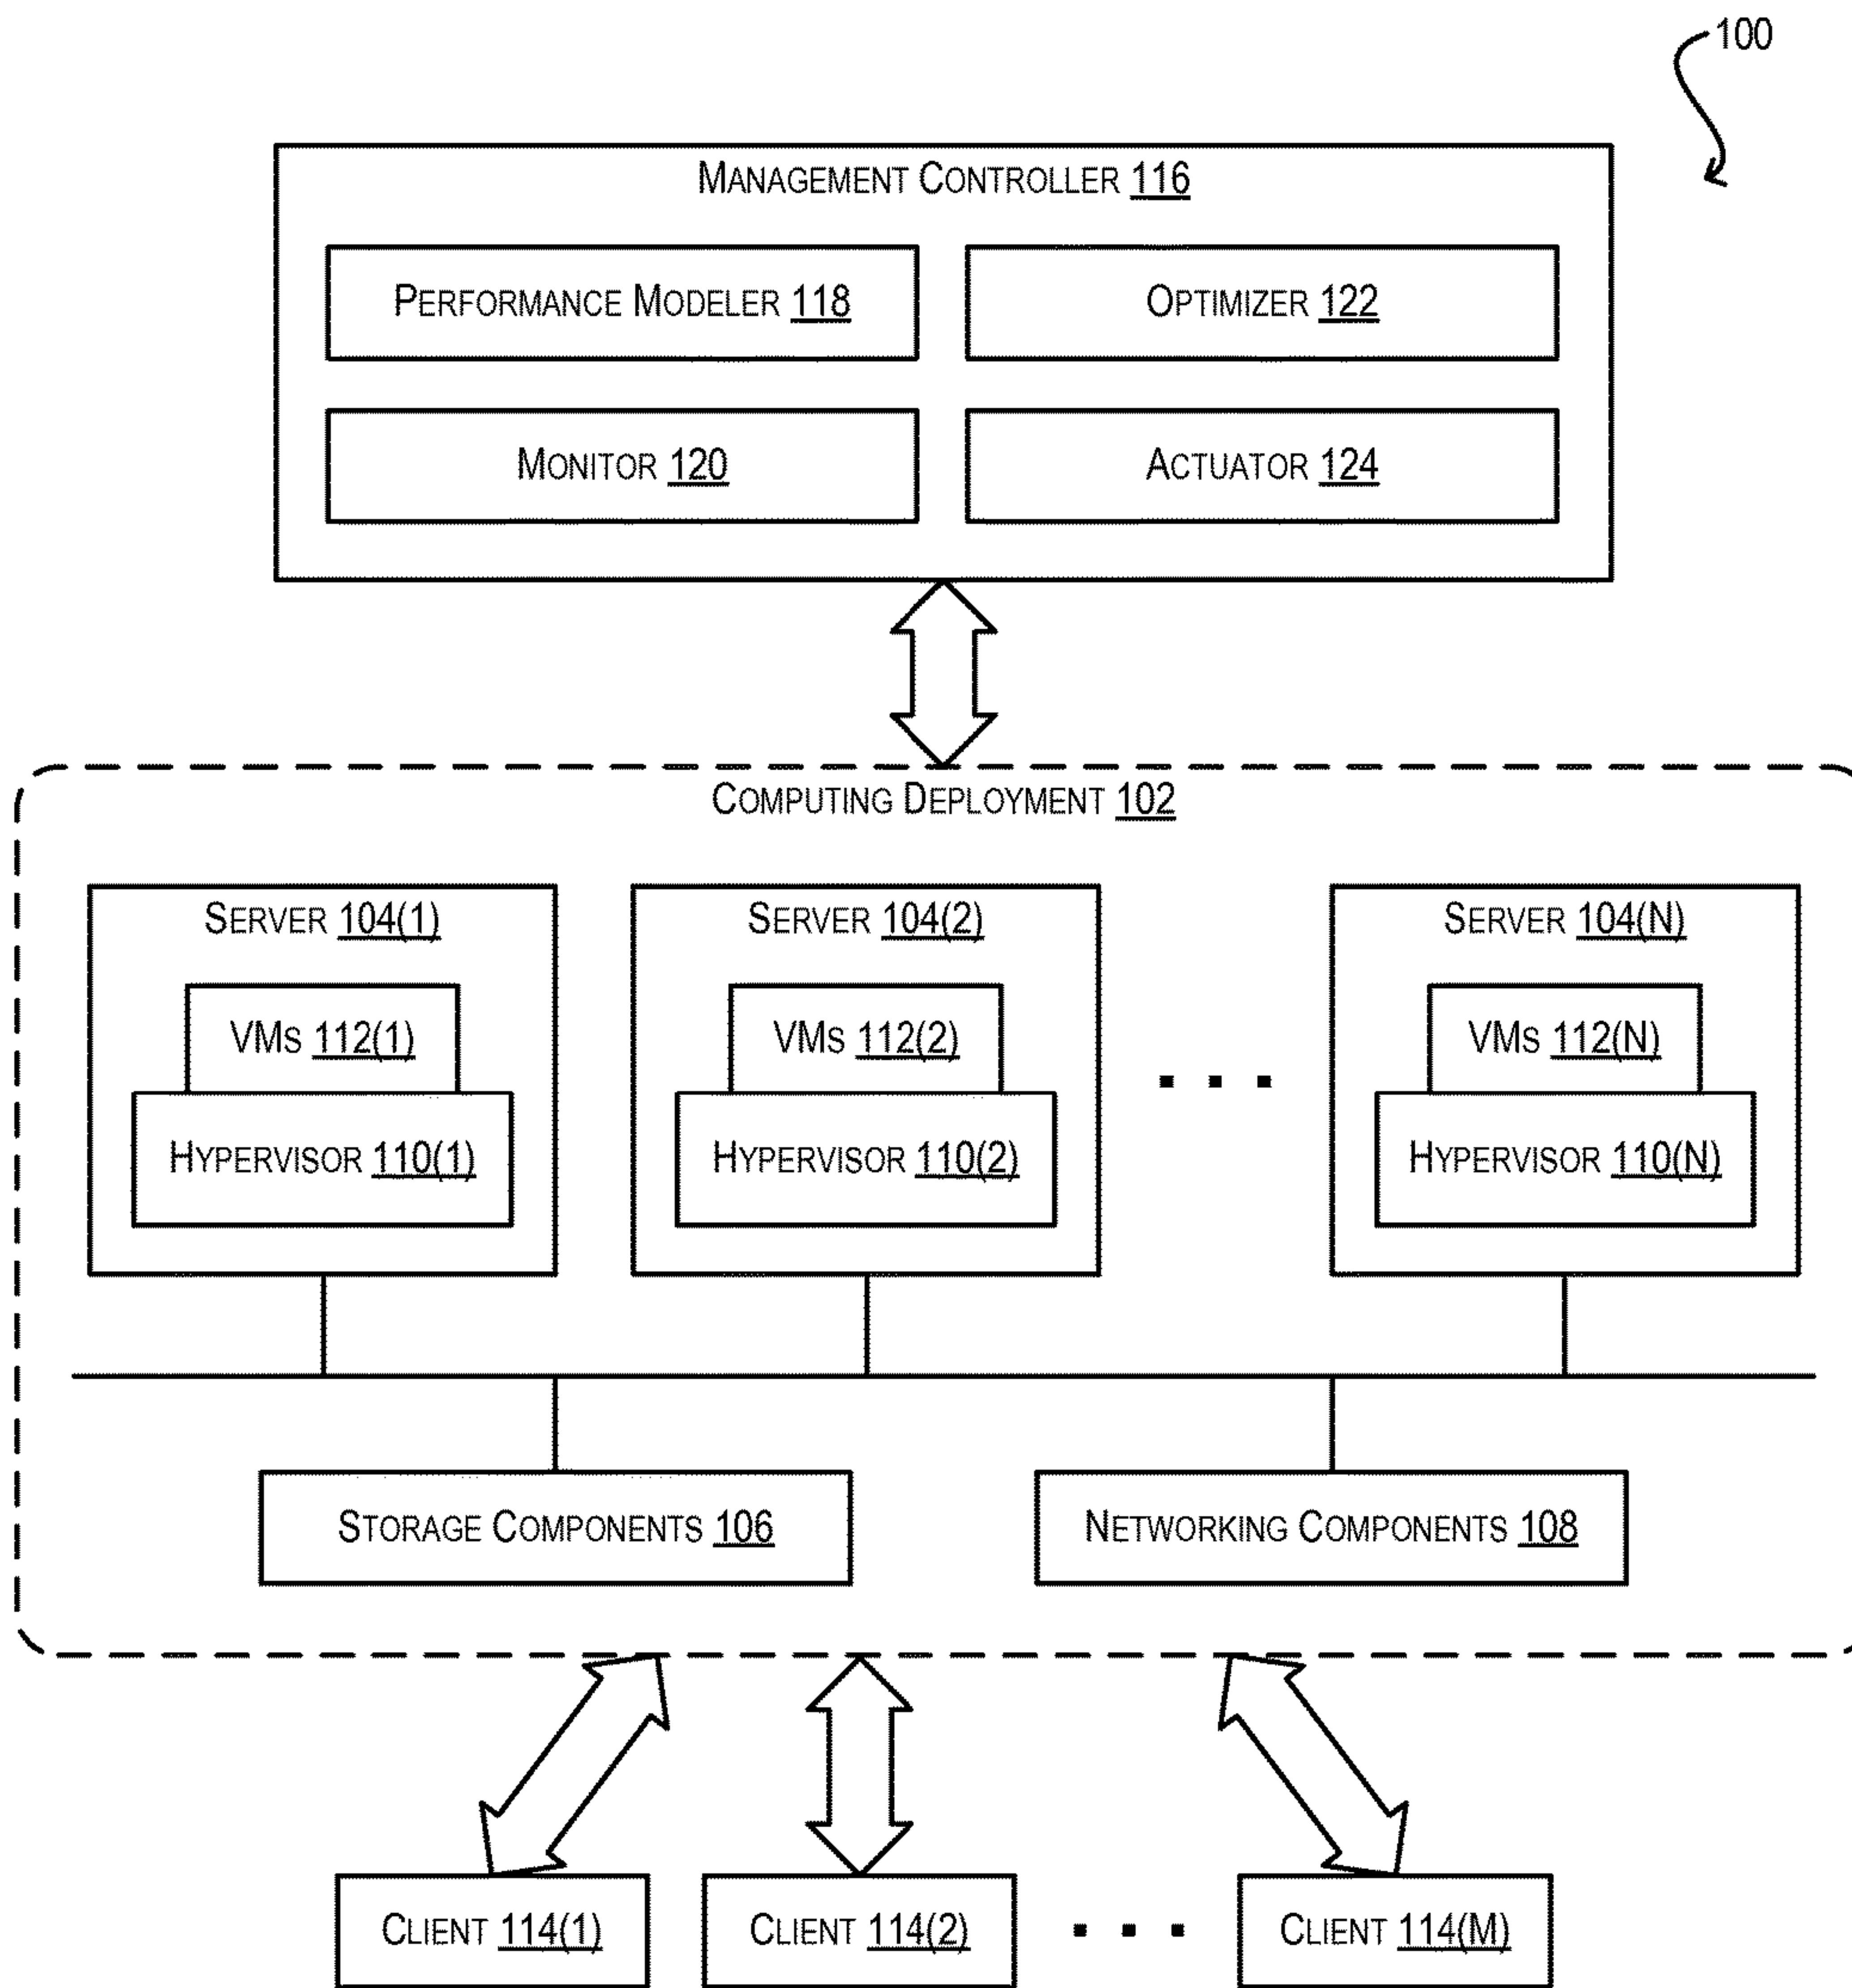 100
MANAGEMENT CONTROLLER 116
PERFORMANCE MODELER 118
OPTIMIZER 122
MONITOR 120
ACTUATOR 124
COMPUTING DEPLOYMENT 102
SERVER 104(1)
SERVER 104(2)
SERVER 104(N)
VMS 112(1)
VMS 112(2)
VMS 112(N)
HYPERVISOR 110(1)
HYPERVISOR 110(2)
HYPERVISOR 110(N)
STORAGE COMPONENTS 106
NETWORKING COMPONENTS 108
CLIENT 114(1)
CLIENT 114(2)
CLIENT 114(M)